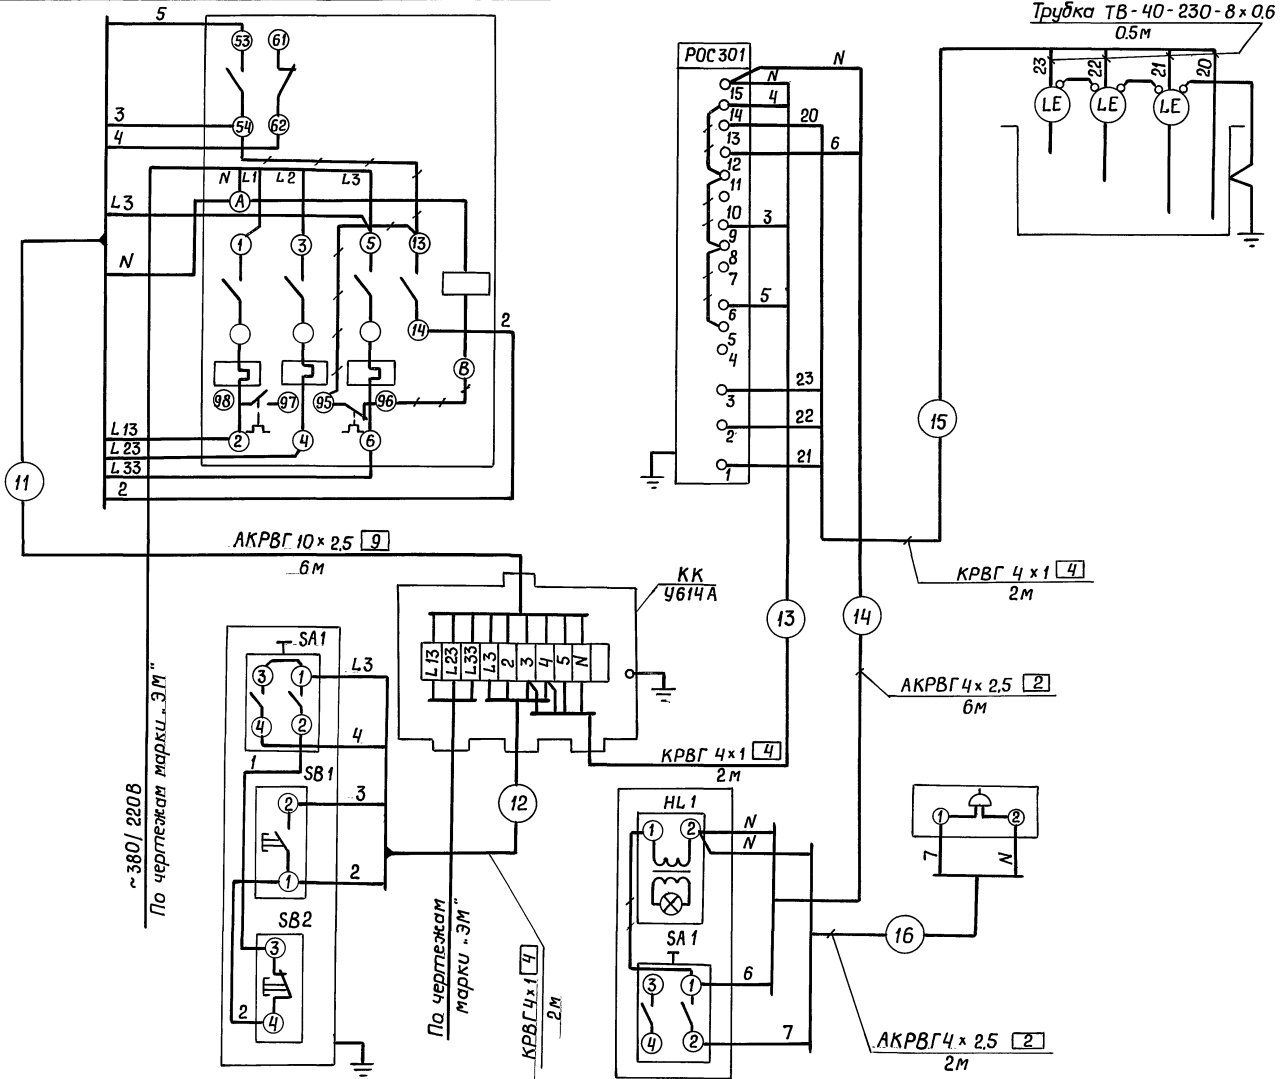 Трубка ТВ-40-230-8×0,6
0.5м
5
53
61
3
54
62
4
N
L1
L2
L3
A
L3
1
3
5
13
N
14
2
B
98
97
95
96
L13
2
4
6
L23
L33
2
11
РОС301
N
N
15
4
14
20
13
6
12
11
10
3
9
8
7
5
6
5
4
23
3
22
2
21
1
23
22
21
20
LE
LE
LE
15
АКРВГ 10×2,5 9
6м
КК
У614А
КРВГ 4×1 4
2м
13
14
L13
L23
L33
L3
2
3
4
5
N
АКРВГ 4×2,5 2
6м
КРВГ 4×1 4
2м
12
SA1
3
1
L3
4
2
4
1
SB1
2
3
1
2
SB2
3
2
4
~380/220В
По чертежам марки „ЭМ"
По чертежам
марки „ЭМ"
КРВГ 4×1 4
2м
HL1
1
2
N
N
SA1
3
1
6
4
2
7
1
2
7
N
16
АКРВГ 4×2,5 2
2м